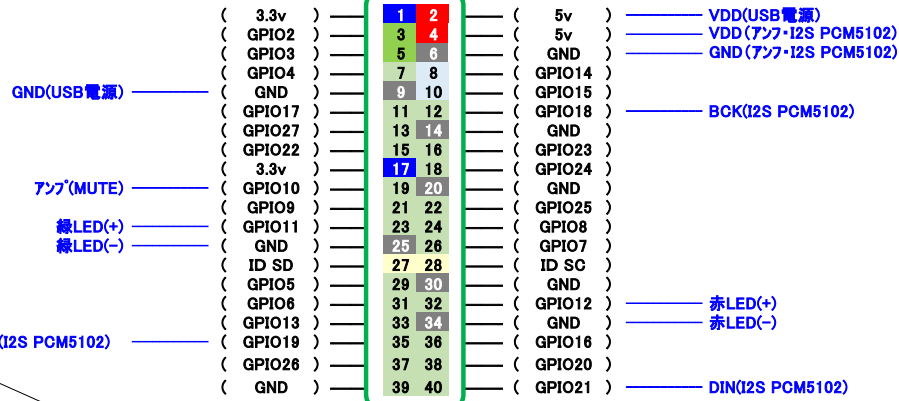 ( 3.3v ) 1 2 ( 5v ) VDD(USB電源)
( GPIO2 ) 3 4 ( 5v ) VDD(アンプ・I2S PCM5102)
( GPIO3 ) 5 6 ( GND ) GND(アンプ・I2S PCM5102)
( GPIO4 ) 7 8 ( GPIO14 )
GND(USB電源) ( GND ) 9 10 ( GPIO15 )
( GPIO17 ) 11 12 ( GPIO18 ) BCK(I2S PCM5102)
( GPIO27 ) 13 14 ( GND )
( GPIO22 ) 15 16 ( GPIO23 )
( 3.3v ) 17 18 ( GPIO24 )
アンプ(MUTE) ( GPIO10 ) 19 20 ( GND )
( GPIO9 ) 21 22 ( GPIO25 )
緑LED(+) ( GPIO11 ) 23 24 ( GPIO8 )
緑LED(-) ( GND ) 25 26 ( GPIO7 )
( ID SD ) 27 28 ( ID SC )
( GPIO5 ) 29 30 ( GND )
( GPIO6 ) 31 32 ( GPIO12 ) 赤LED(+)
( GPIO13 ) 33 34 ( GND ) 赤LED(-)
(I2S PCM5102) ( GPIO19 ) 35 36 ( GPIO16 )
( GPIO26 ) 37 38 ( GPIO20 )
( GND ) 39 40 ( GPIO21 ) DIN(I2S PCM5102)